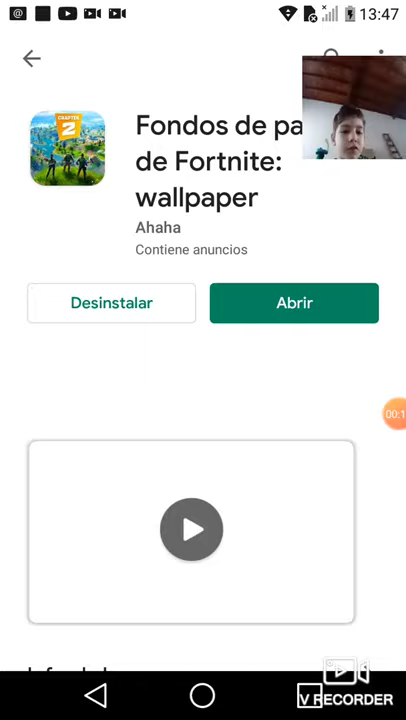 13:47
CHAPTER
2
Fondos de pa
de Fortnite:
wallpaper
Ahaha
Contiene anuncios
Desinstalar
Abrir
00:1
V RECORDER